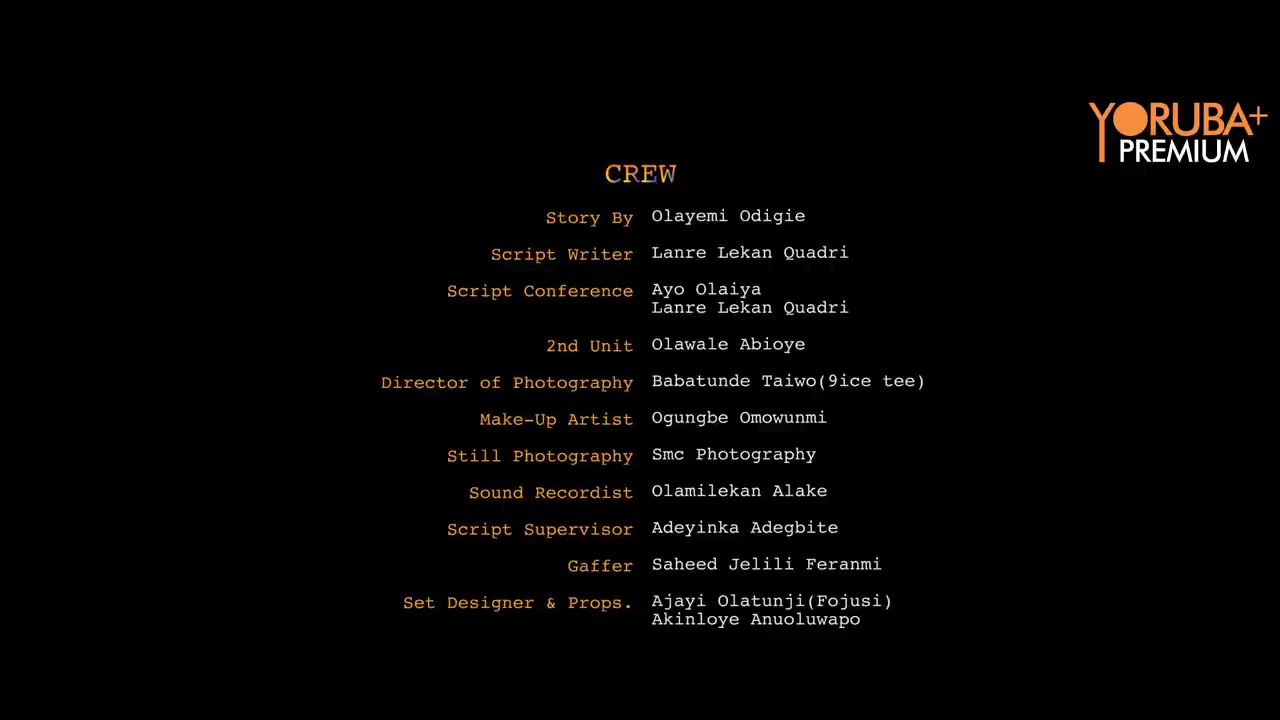 YORUBA+
PREMIUM
CREW
Story By Olayemi Odigie
Script Writer Lanre Lekan Quadri
Script Conference Ayo Olaiya
Lanre Lekan Quadri
2nd Unit Olawale Abioye
Director of Photography Babatunde Taiwo(9ice tee)
Make-Up Artist Ogungbe Omowunmi
Still Photography Smc Photography
Sound Recordist Olamilekan Alake
Script Supervisor Adeyinka Adegbite
Gaffer Saheed Jelili Feranmi
Set Designer & Props. Ajayi Olatunji(Fojusi)
Akinloye Anuoluwapo